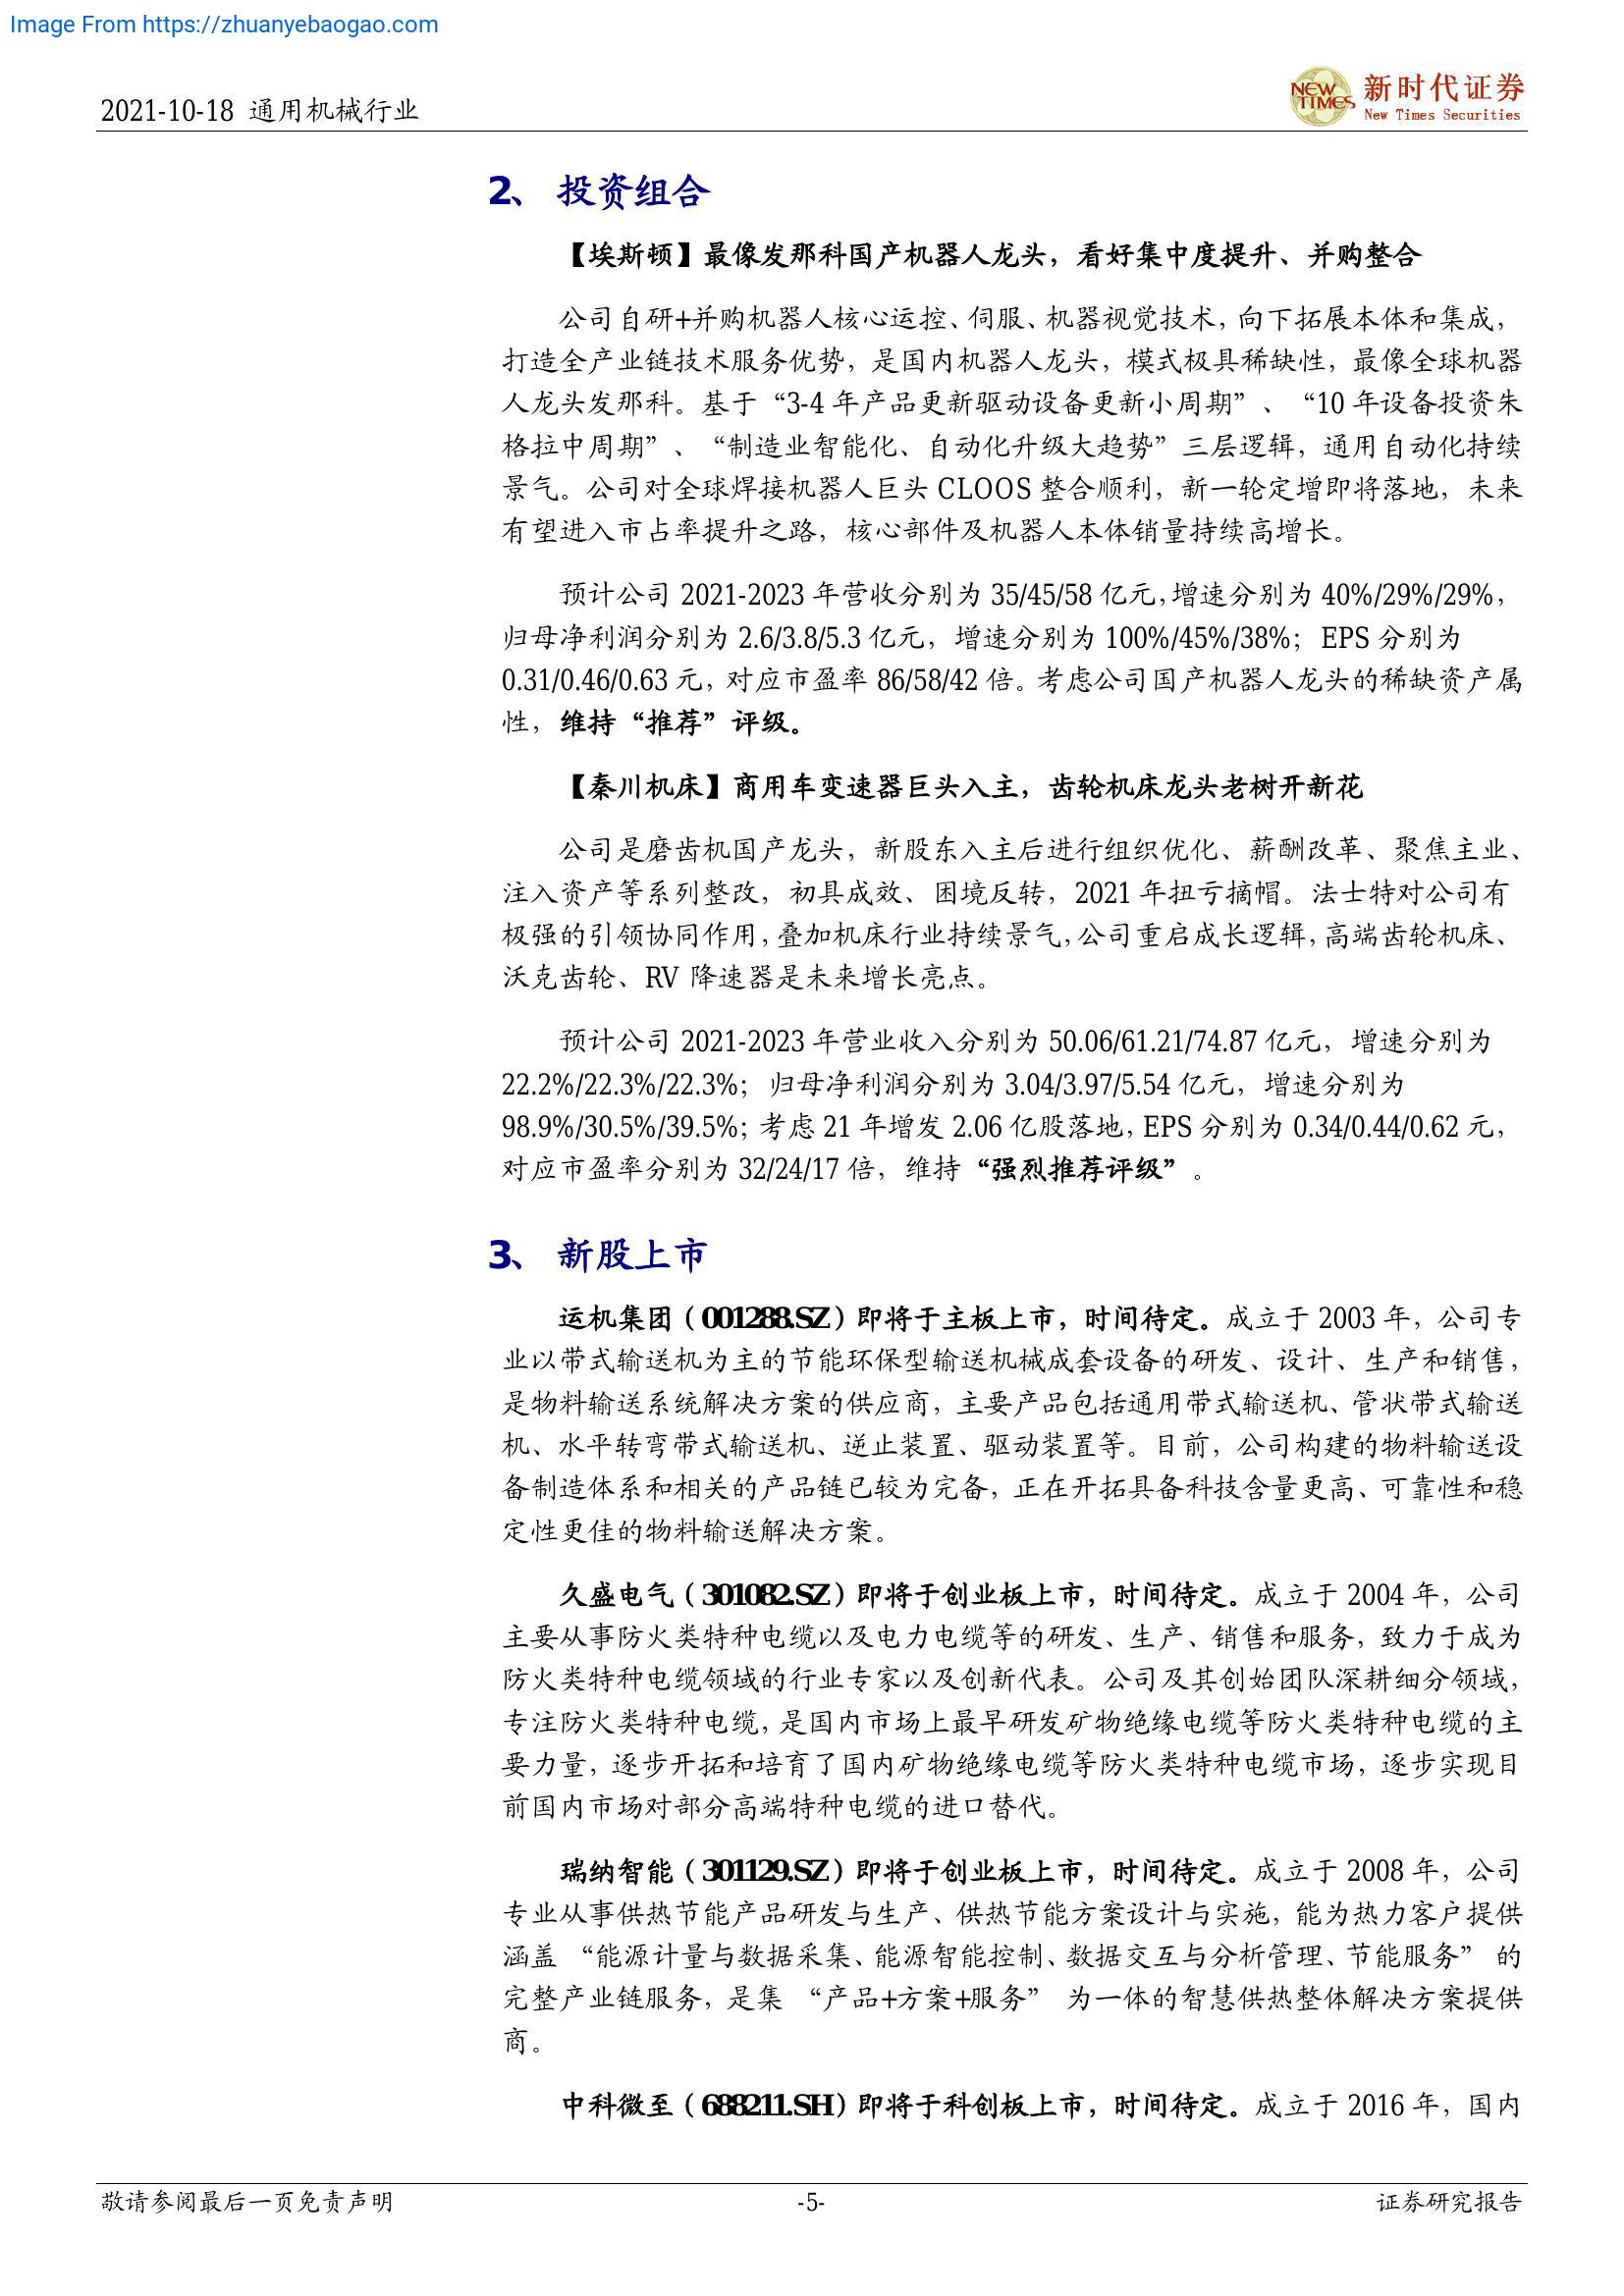 Image From https://zhuanyebaogao.com
2021-10-18 通用机械行业
NEW TIMES 新时代证券
New Times Securities
2、 投资组合
【埃斯顿】最像发那科国产机器人龙头，看好集中度提升、并购整合
公司自研+并购机器人核心运控、伺服、机器视觉技术，向下拓展本体和集成，
打造全产业链技术服务优势，是国内机器人龙头，模式极具稀缺性，最像全球机器
人龙头发那科。基于“3-4 年产品更新驱动设备更新小周期”、“10 年设备投资朱
格拉中周期”、“制造业智能化、自动化升级大趋势”三层逻辑，通用自动化持续
景气。公司对全球焊接机器人巨头 CLOOS 整合顺利，新一轮定增即将落地，未来
有望进入市占率提升之路，核心部件及机器人本体销量持续高增长。
预计公司 2021-2023 年营收分别为 35/45/58 亿元，增速分别为 40%/29%/29%，
归母净利润分别为 2.6/3.8/5.3 亿元，增速分别为 100%/45%/38%；EPS 分别为
0.31/0.46/0.63 元，对应市盈率 86/58/42 倍。考虑公司国产机器人龙头的稀缺资产属
性，维持“推荐”评级。
【秦川机床】商用车变速器巨头入主，齿轮机床龙头老树开新花
公司是磨齿机国产龙头，新股东入主后进行组织优化、薪酬改革、聚焦主业、
注入资产等系列整改，初具成效、困境反转，2021 年扭亏摘帽。法士特对公司有
极强的引领协同作用，叠加机床行业持续景气，公司重启成长逻辑，高端齿轮机床、
沃克齿轮、RV 降速器是未来增长亮点。
预计公司 2021-2023 年营业收入分别为 50.06/61.21/74.87 亿元，增速分别为
22.2%/22.3%/22.3%；归母净利润分别为 3.04/3.97/5.54 亿元，增速分别为
98.9%/30.5%/39.5%；考虑 21 年增发 2.06 亿股落地，EPS 分别为 0.34/0.44/0.62 元，
对应市盈率分别为 32/24/17 倍，维持“强烈推荐评级”。
3、 新股上市
运机集团（001288.SZ）即将于主板上市，时间待定。成立于 2003 年，公司专
业以带式输送机为主的节能环保型输送机械成套设备的研发、设计、生产和销售，
是物料输送系统解决方案的供应商，主要产品包括通用带式输送机、管状带式输送
机、水平转弯带式输送机、逆止装置、驱动装置等。目前，公司构建的物料输送设
备制造体系和相关的产品链已较为完备，正在开拓具备科技含量更高、可靠性和稳
定性更佳的物料输送解决方案。
久盛电气（301082.SZ）即将于创业板上市，时间待定。成立于 2004 年，公司
主要从事防火类特种电缆以及电力电缆等的研发、生产、销售和服务，致力于成为
防火类特种电缆领域的行业专家以及创新代表。公司及其创始团队深耕细分领域，
专注防火类特种电缆，是国内市场上最早研发矿物绝缘电缆等防火类特种电缆的主
要力量，逐步开拓和培育了国内矿物绝缘电缆等防火类特种电缆市场，逐步实现目
前国内市场对部分高端特种电缆的进口替代。
瑞纳智能（301129.SZ）即将于创业板上市，时间待定。成立于 2008 年，公司
专业从事供热节能产品研发与生产、供热节能方案设计与实施，能为热力客户提供
涵盖 “能源计量与数据采集、能源智能控制、数据交互与分析管理、节能服务” 的
完整产业链服务，是集 “产品+方案+服务” 为一体的智慧供热整体解决方案提供
商。
中科微至（688211.SH）即将于科创板上市，时间待定。成立于 2016 年，国内
敬请参阅最后一页免责声明
-5-
证券研究报告